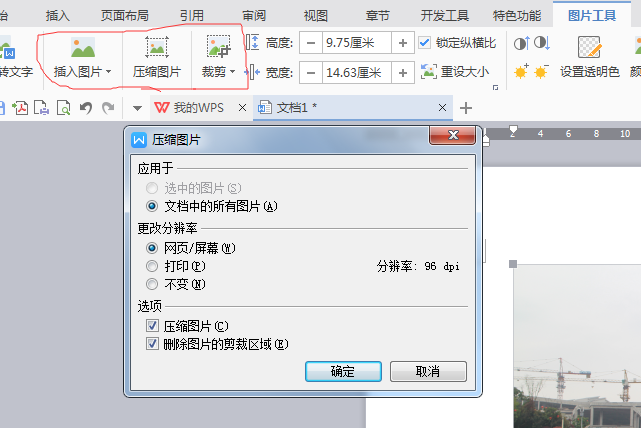 插入 页面布局 引用 审阅 视图 章节 开发工具 特色功能 图片工具
高度: 9.75厘米 锁定纵横比
转文字 插入图片 压缩图片 裁剪 宽度: 14.63厘米 重设大小 设置透明色
我的WPS 文档1 *
2 2 4 6 8 10
压缩图片
应用于
选中的图片(S)
文档中的所有图片(A)
更改分辨率
网页/屏幕(W)
打印(P) 分辨率: 96 dpi
不变(N)
选项
压缩图片(C)
删除图片的剪裁区域(E)
确定 取消